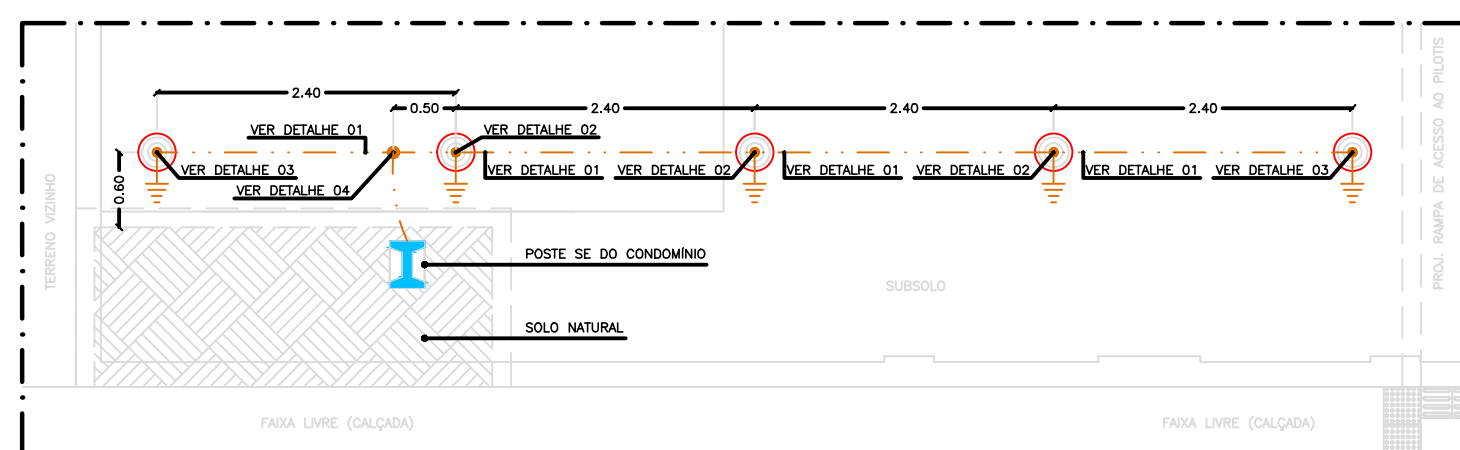 2.40
0.50
2.40
2.40
2.40
VER DETALHE 01
VER DETALHE 02
VER DETALHE 03
VER DETALHE 01
VER DETALHE 02
VER DETALHE 01
VER DETALHE 02
VER DETALHE 01
VER DETALHE 03
VER DETALHE 04
0.60
TERRENO VIZINHO
PROJ. RAMPA DE ACESSO AO PILOTIS
POSTE SE DO CONDOMÍNIO
SUBSOLO
SOLO NATURAL
FAIXA LIVRE (CALÇADA)
FAIXA LIVRE (CALÇADA)